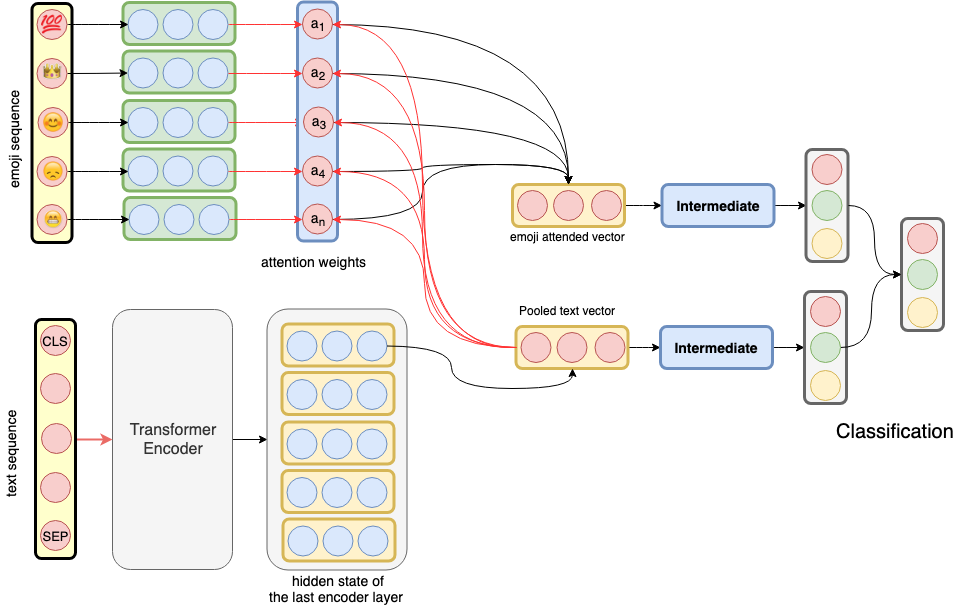 emoji sequence
💯
a1
a2
a3
a4
an
attention weights
emoji attended vector
Intermediate
Pooled text vector
Intermediate
Classification
text sequence
CLS
SEP
Transformer
Encoder
hidden state of
the last encoder layer